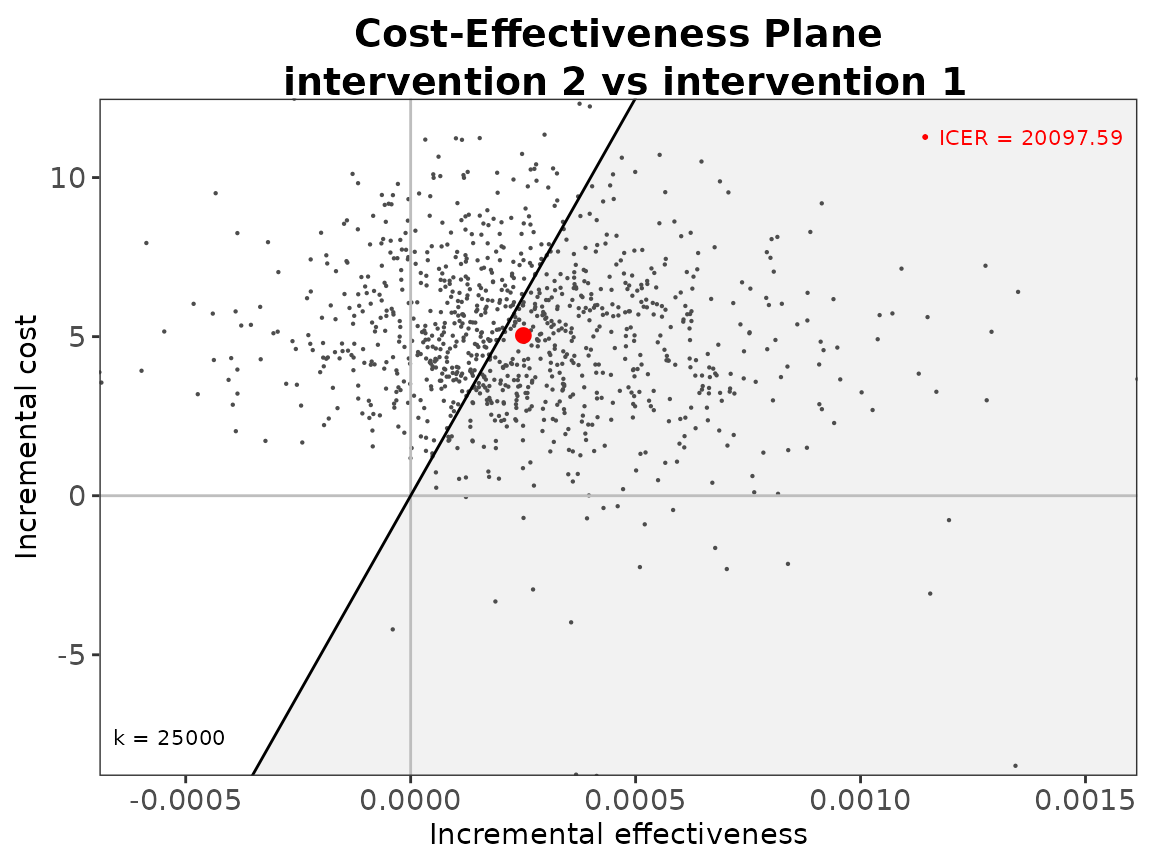 Cost-Effectiveness Plane
intervention 2 vs intervention 1
• ICER = 20097.59
10
5
0
-5
Incremental cost
k = 25000
-0.0005
0.0000
0.0005
0.0010
0.0015
Incremental effectiveness